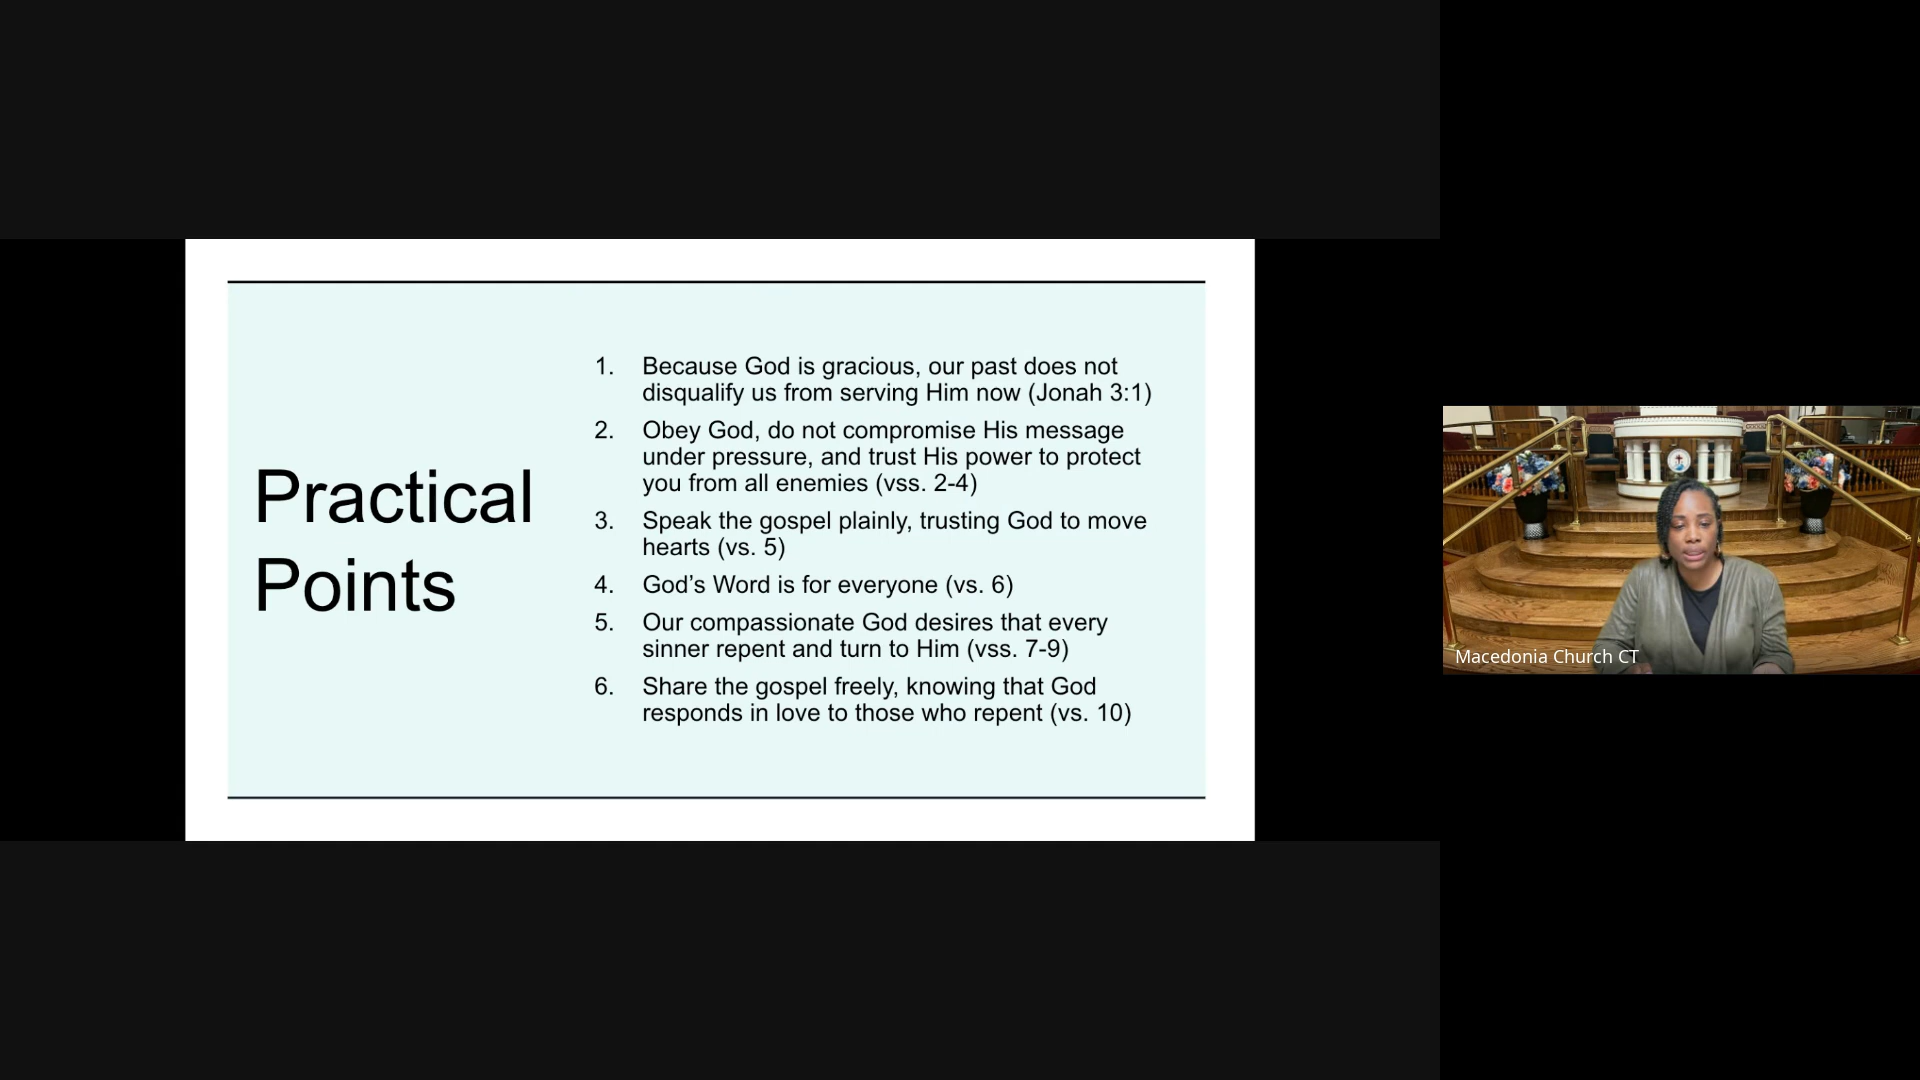 Practical
Points
1. Because God is gracious, our past does not
disqualify us from serving Him now (Jonah 3:1)
2. Obey God, do not compromise His message
under pressure, and trust His power to protect
you from all enemies (vss. 2-4)
3. Speak the gospel plainly, trusting God to move
hearts (vs. 5)
4. God’s Word is for everyone (vs. 6)
5. Our compassionate God desires that every
sinner repent and turn to Him (vss. 7-9)
6. Share the gospel freely, knowing that God
responds in love to those who repent (vs. 10)
Macedonia Church CT